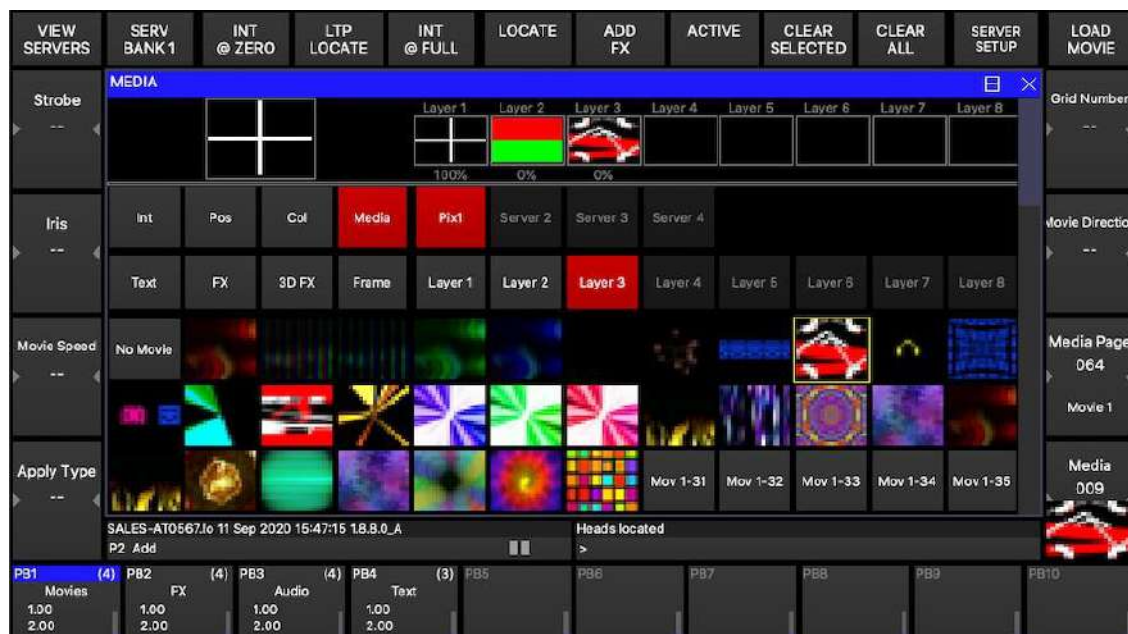 VIEW SERVERS
SERV BANK 1
INT @ ZERO
LTP LOCATE
INT @ FULL
LOCATE
ADD FX
ACTIVE
CLEAR SELECTED
CLEAR ALL
SERVER SETUP
LOAD MOVIE
MEDIA
Strobe
--
Grid Number
--
Layer 1
Layer 2
Layer 3
Layer 4
Layer 5
Layer 6
Layer 7
Layer 8
100%
0%
0%
Iris
--
Int
Pos
Col
Media
Pix1
Server 2
Server 3
Server 4
Movie Directio
--
Text
FX
3D FX
Frame
Layer 1
Layer 2
Layer 3
Layer 4
Layer 5
Layer 6
Layer 7
Layer 8
Movie Speed
--
No Movie
Media Page
064
Movie 1
Apply Type
--
Mov 1-31
Mov 1-32
Mov 1-33
Mov 1-34
Mov 1-35
Media
009
SALES-AT0567.lo 11 Sep 2020 15:47:15 1.8.8.0_A
Heads located
P2 Add
>
PB1 (4)
PB2 (4)
PB3 (4)
PB4 (3)
PB5
PB6
PB7
PB8
PB9
PB10
Movies
FX
Audio
Text
1.00
1.00
1.00
1.00
2.00
2.00
2.00
2.00